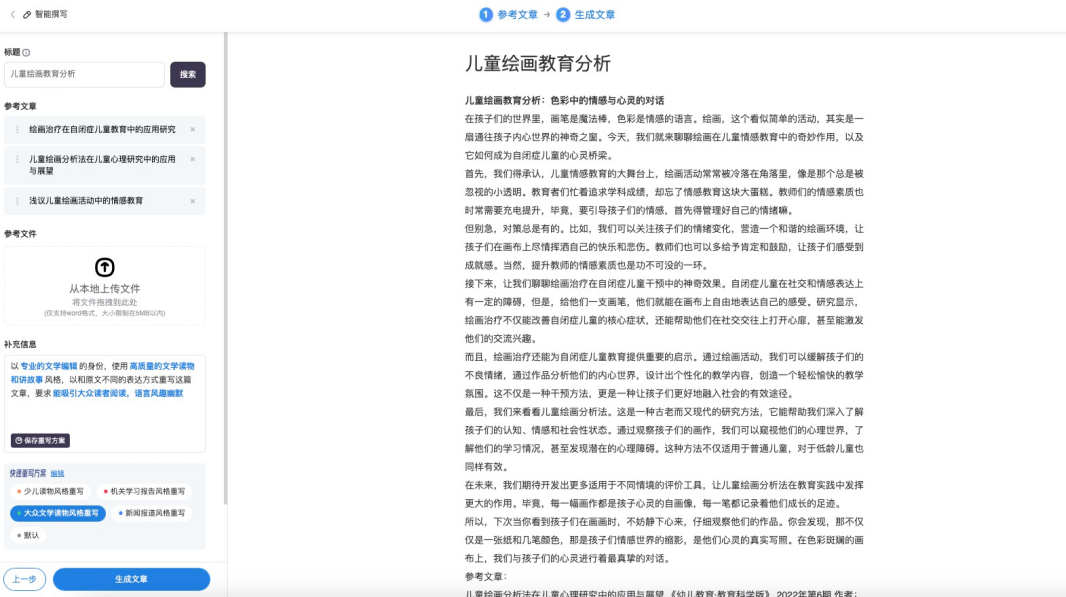 智能撰写
1 参考文章 → 2 生成文章
标题
儿童绘画教育分析
搜索
参考文章
绘画治疗在自闭症儿童教育中的应用研究
儿童绘画分析法在儿童心理研究中的应用
与展望
浅议儿童绘画活动中的情感教育
参考文件
从本地上传文件
将文件拖拽到此处
(仅支持word格式，大小限制在5MB以内)
补充信息
以 专业的文学编辑 的身份，使用 高质量的文学读物
和讲故事 风格，以和原文不同的表达方式重写这篇
文章，要求 能吸引大众读者阅读，语言风趣幽默
保存重写方案
快速重写方案 编辑
少儿读物风格重写
机关学习报告风格重写
大众文学读物风格重写
新闻报道风格重写
默认
上一步
生成文章
儿童绘画教育分析
儿童绘画教育分析：色彩中的情感与心灵的对话
在孩子们的世界里，画笔是魔法棒，色彩是情感的语言。绘画，这个看似简单的活动，其实是一
扇通往孩子内心世界的神奇之窗。今天，我们就来聊聊绘画在儿童情感教育中的奇妙作用，以及
它如何成为自闭症儿童的心灵桥梁。
首先，我们得承认，儿童情感教育的大舞台上，绘画活动常常被冷落在角落里，像是那个总是被
忽视的小透明。教育者们忙着追求学科成绩，却忘了情感教育这块大蛋糕。教师们的情感素质也
时常需要充电提升，毕竟，要引导孩子们的情感，首先得管理好自己的情绪嘛。
但别急，对策总是有的。比如，我们可以关注孩子们的情绪变化，营造一个和谐的绘画环境，让
孩子们在画布上尽情挥洒自己的快乐和悲伤。教师们也可以多给予肯定和鼓励，让孩子们感受到
成就感。当然，提升教师的情感素质也是功不可没的一环。
接下来，让我们聊聊绘画治疗在自闭症儿童干预中的神奇效果。自闭症儿童在社交和情感表达上
有一定的障碍，但是，给他们一支画笔，他们就能在画布上自由地表达自己的感受。研究显示，
绘画治疗不仅能改善自闭症儿童的核心症状，还能帮助他们在社交交往上打开心扉，甚至能激发
他们的交流兴趣。
而且，绘画治疗还能为自闭症儿童教育提供重要的启示。通过绘画活动，我们可以缓解孩子们的
不良情绪，通过作品分析他们的内心世界，设计出个性化的教学内容，创造一个轻松愉快的教学
氛围。这不仅是一种干预方法，更是一种让孩子们更好地融入社会的有效途径。
最后，我们来看看儿童绘画分析法。这是一种古老而又现代的研究方法，它能帮助我们深入了解
孩子们的认知、情感和社会性状态。通过观察孩子们的画作，我们可以窥视他们的心理世界，了
解他们的学习情况，甚至发现潜在的心理障碍。这种方法不仅适用于普通儿童，对于低龄儿童也
同样有效。
在未来，我们期待开发出更多适用于不同情境的评价工具，让儿童绘画分析法在教育实践中发挥
更大的作用。毕竟，每一幅画作都是孩子心灵的自画像，每一笔都记录着他们成长的足迹。
所以，下次当你看到孩子们在画画时，不妨静下心来，仔细观察他们的作品。你会发现，那不仅
仅是一张纸和几笔颜色，那是孩子们情感世界的缩影，是他们心灵的真实写照。在色彩斑斓的画
布上，我们与孩子们的心灵进行着最真挚的对话。
参考文章：
儿童绘画分析法在儿童心理研究中的应用与展望 《幼儿教育·教育科学版》 2022年第6期 作者：